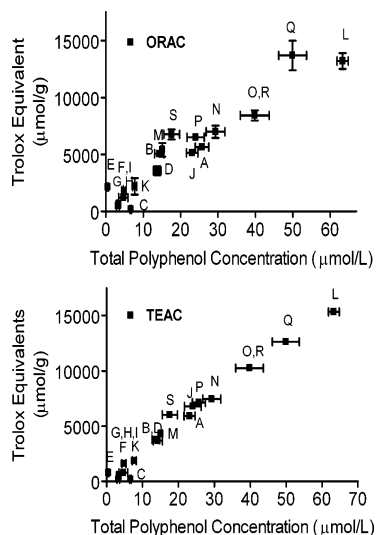 Q
L
15000
ORAC
Trolox Equivalent
(μmol/g)
10000
S
P
N
O,R
M
B
5000
D
J
A
E
F,I
G,
H
K
C
0
0 10 20 30 40 50 60
Total Polyphenol Concentration (μmol/L)
TEAC
L
15000
Q
Trolox Equivalents
(μmol/g)
10000
O,R
J
P
N
S
5000
B,D
M
A
G,H,I
F
K
E
C
0
0 10 20 30 40 50 60 70
Total Polyphenol Concentration (μmol/L)